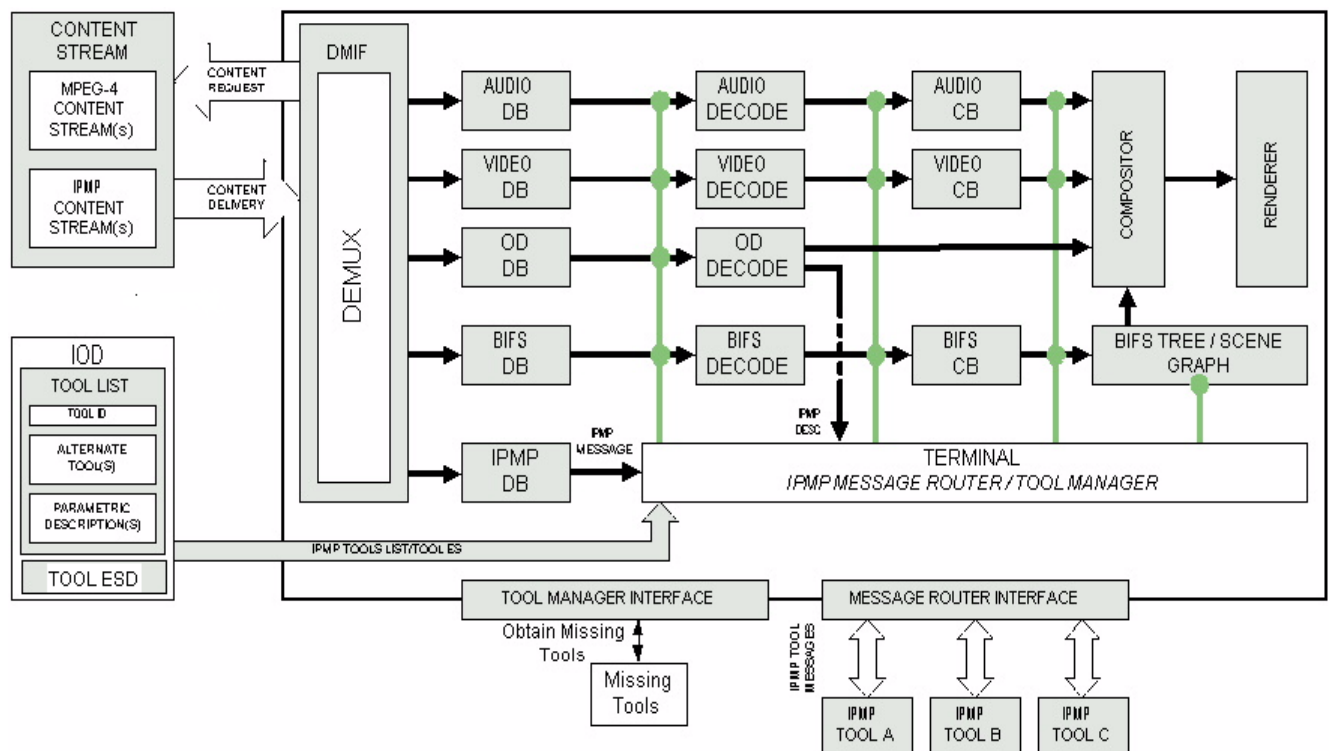 CONTENT
STREAM
MPEG-4
CONTENT
STREAM(s)
IPMP
CONTENT
STREAM(s)
CONTENT
REQUEST
CONTENT
DELIVERY
DMIF
DEMUX
AUDIO
DB
AUDIO
DECODE
AUDIO
CB
VIDEO
DB
VIDEO
DECODE
VIDEO
CB
OD
DB
OD
DECODE
BIFS
DB
BIFS
DECODE
BIFS
CB
COMPOSITOR
RENDERER
BIFS TREE / SCENE
GRAPH
IPMP
DB
IPMP
MESSAGE
IPMP
DESC
TERMINAL
IPMP MESSAGE ROUTER / TOOL MANAGER
IOD
TOOL LIST
TOOL ID
ALTERNATE
TOOL(S)
PARAMETRIC
DESCRIPTION(S)
TOOL ESD
IPMP TOOLS LIST/TOOL ES
TOOL MANAGER INTERFACE
MESSAGE ROUTER INTERFACE
Obtain Missing
Tools
Missing
Tools
IPMP TOOL
MESSAGES
IPMP
TOOL A
IPMP
TOOL B
IPMP
TOOL C